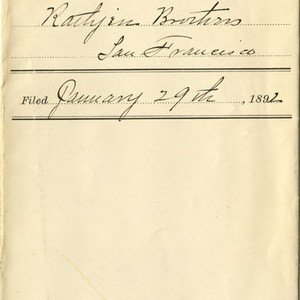 Rathjen Brothers
San Francisco
Filed January 29th, 1892